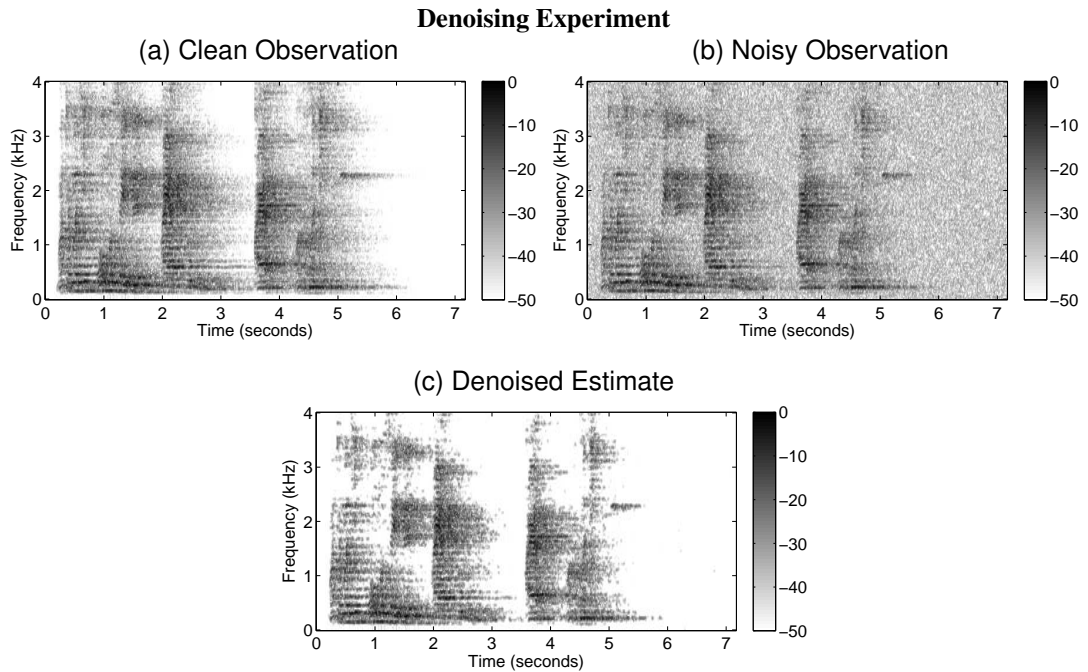 Denoising Experiment
(a) Clean Observation
(b) Noisy Observation
4
3
2
1
0
Frequency (kHz)
0 1 2 3 4 5 6 7
Time (seconds)
0
−10
−20
−30
−40
−50
4
3
2
1
0
Frequency (kHz)
0 1 2 3 4 5 6 7
Time (seconds)
0
−10
−20
−30
−40
−50
(c) Denoised Estimate
4
3
2
1
0
Frequency (kHz)
0 1 2 3 4 5 6 7
Time (seconds)
0
−10
−20
−30
−40
−50